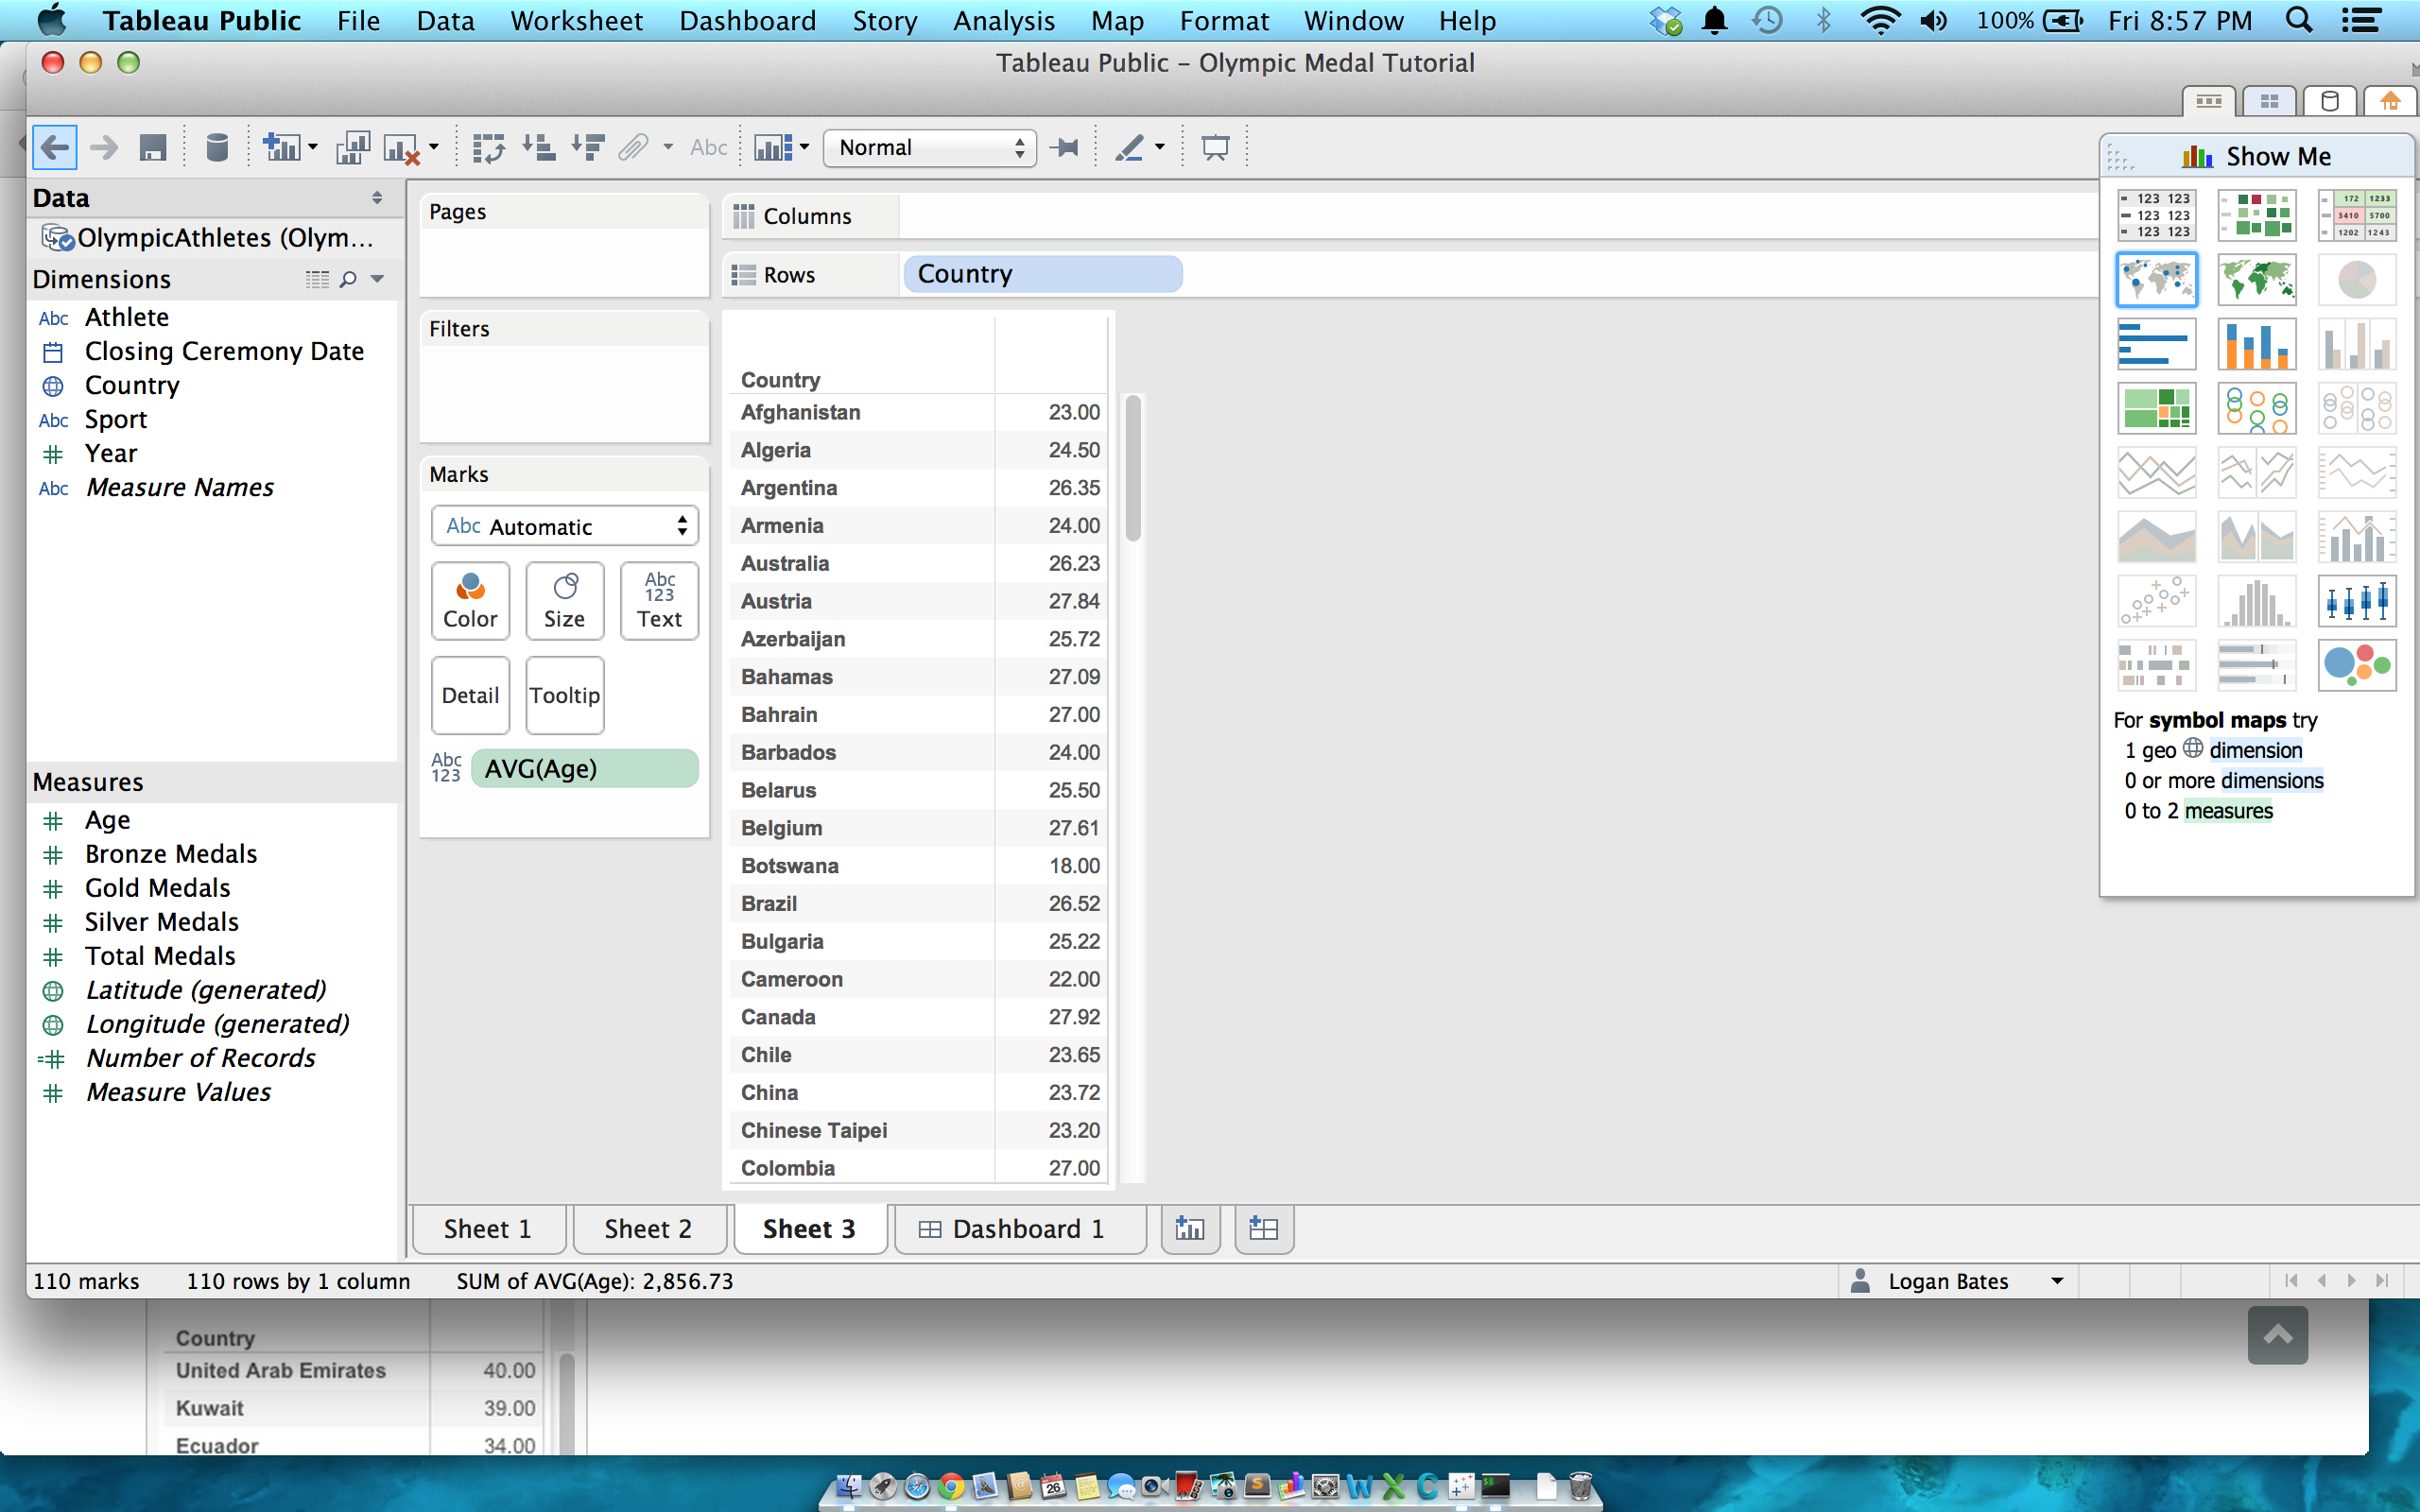 Tableau Public File Data Worksheet Dashboard Story Analysis Map Format Window Help 100% Fri 8:57 PM
Tableau Public – Olympic Medal Tutorial
Abc Normal
Show Me
Data
OlympicAthletes (Olym...
Dimensions
Abc Athlete
Closing Ceremony Date
Country
Abc Sport
Year
Abc Measure Names
Measures
Age
Bronze Medals
Gold Medals
Silver Medals
Total Medals
Latitude (generated)
Longitude (generated)
Number of Records
Measure Values
Pages
Filters
Marks
Abc Automatic
Color Size Abc 123 Text
Detail Tooltip
Abc 123 AVG(Age)
Columns
Rows Country
Country
Afghanistan 23.00
Algeria 24.50
Argentina 26.35
Armenia 24.00
Australia 26.23
Austria 27.84
Azerbaijan 25.72
Bahamas 27.09
Bahrain 27.00
Barbados 24.00
Belarus 25.50
Belgium 27.61
Botswana 18.00
Brazil 26.52
Bulgaria 25.22
Cameroon 22.00
Canada 27.92
Chile 23.65
China 23.72
Chinese Taipei 23.20
Colombia 27.00
123 123 172 1233
123 123 3410 5700
123 123 1202 1243
For symbol maps try
1 geo dimension
0 or more dimensions
0 to 2 measures
Sheet 1 Sheet 2 Sheet 3 Dashboard 1
110 marks 110 rows by 1 column SUM of AVG(Age): 2,856.73 Logan Bates
Country
United Arab Emirates 40.00
Kuwait 39.00
Ecuador 34.00
26